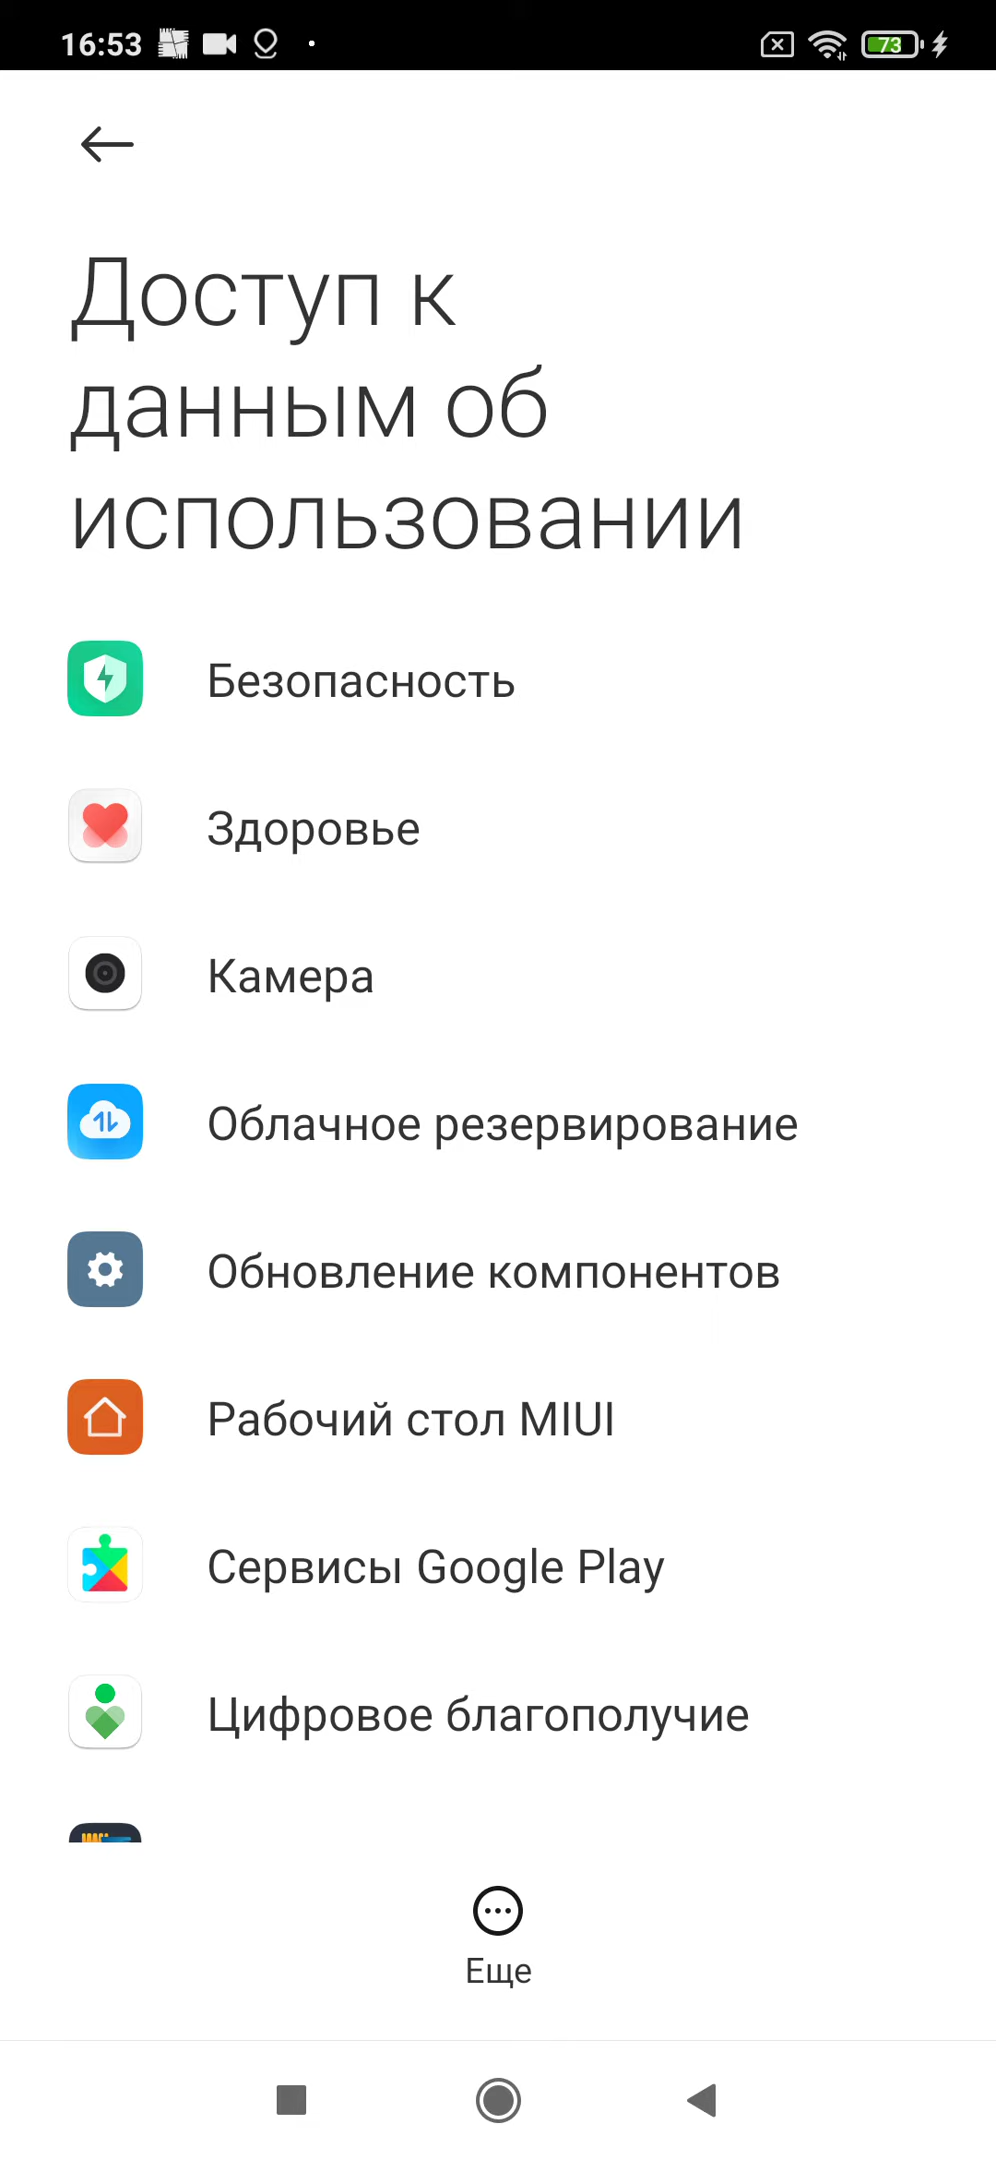 16:53
73
Доступ к
данным об
использовании
Безопасность
Здоровье
Камера
Облачное резервирование
Обновление компонентов
Рабочий стол MIUI
Сервисы Google Play
Цифровое благополучие
Еще